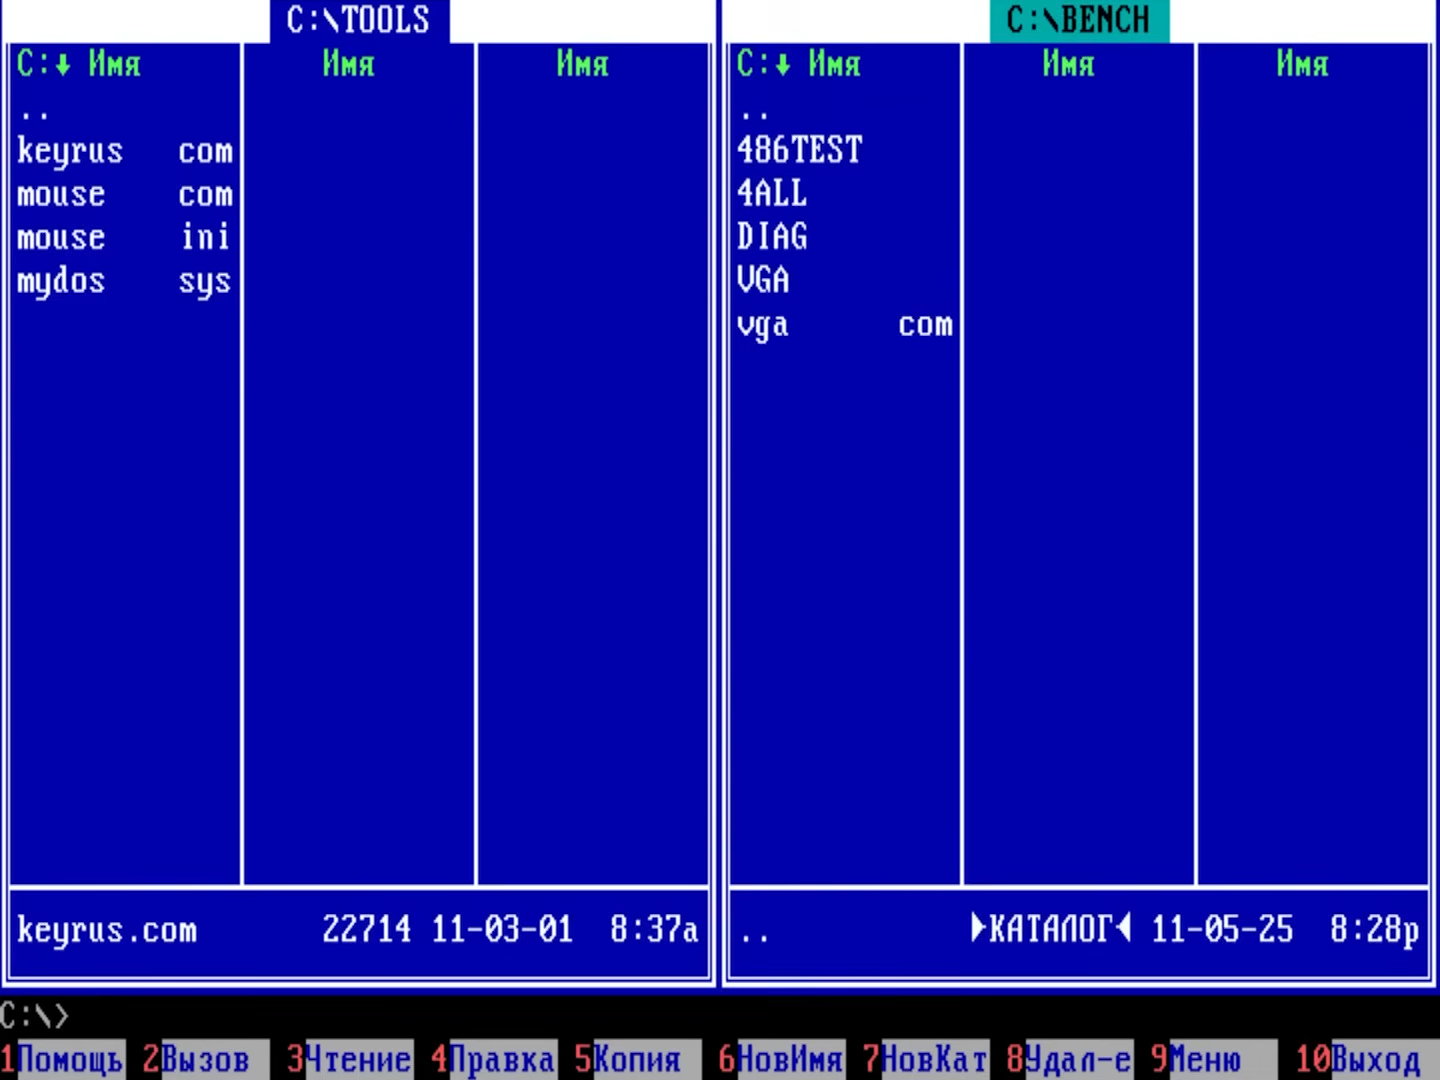 C:\TOOLS
C:↓ Имя Имя Имя
..
keyrus com
mouse com
mouse ini
mydos sys
keyrus.com 22714 11-03-01 8:37a
C:\BENCH
C:↓ Имя Имя Имя
..
486TEST
4ALL
DIAG
VGA
vga com
.. ►КАТАЛОГ◄ 11-05-25 8:28p
C:\>
1Помощь 2Вызов 3Чтение 4Правка 5Копия 6НовИмя 7НовКат 8Удал-е 9Меню 10Выход